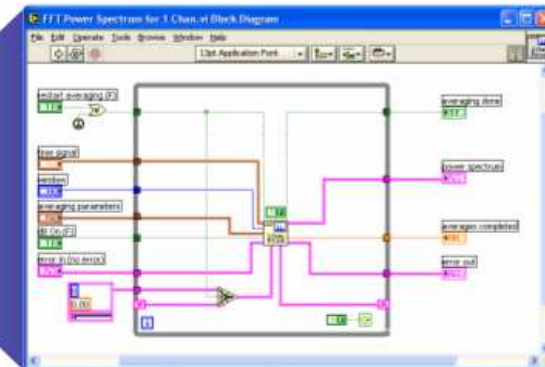 FFT Power Spectrum for 1 Chan.vi Block Diagram
File Edit Operate Tools Browse Window Help
13pt Application Font
restart averaging (F)
averaging done
time signal
power spectrum
window
averaging parameters
averages completed
dB On (F)
error in (no error)
error out
i